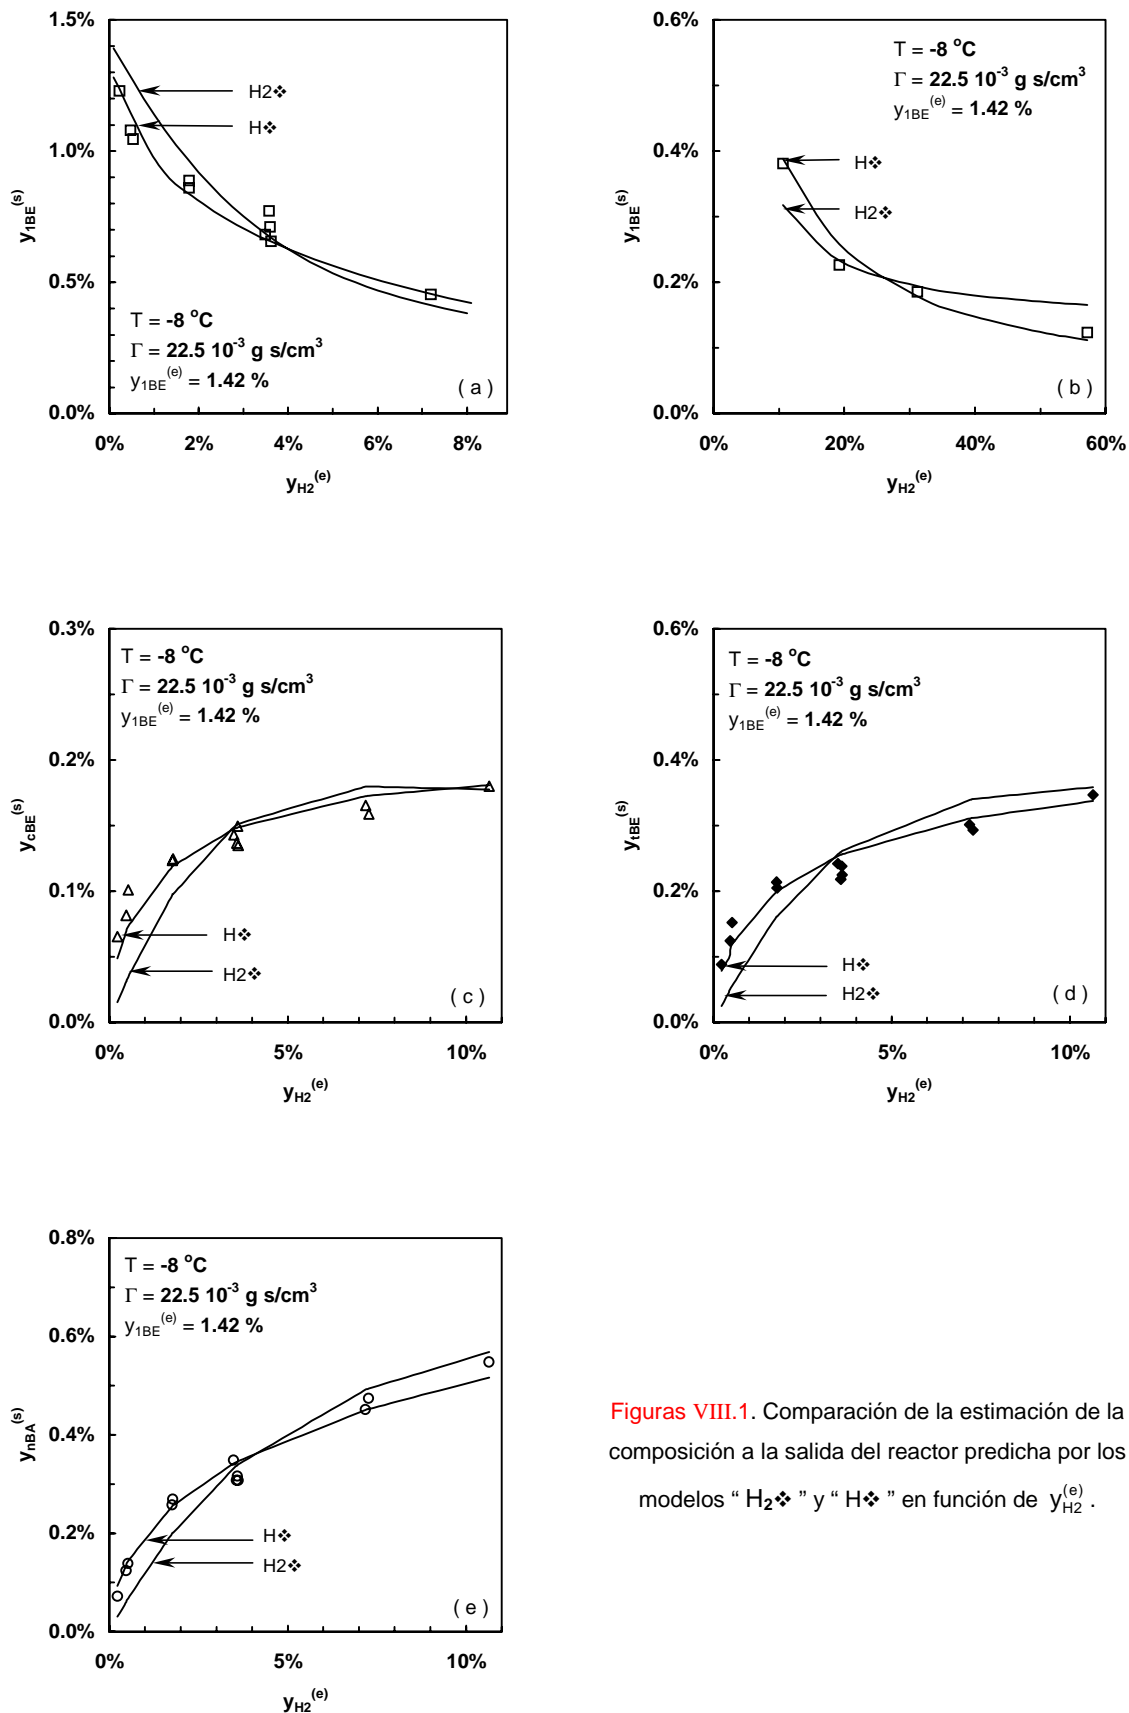 1.5%
1.0%
0.5%
0.0%
y1BE(s)
H2❖
H❖
T = -8 °C
Γ = 22.5 10-3 g s/cm3
y1BE(e) = 1.42 %
( a )
0% 2% 4% 6% 8%
yH2(e)
0.6%
0.4%
0.2%
0.0%
y1BE(s)
T = -8 °C
Γ = 22.5 10-3 g s/cm3
y1BE(e) = 1.42 %
H❖
H2❖
( b )
0% 20% 40% 60%
yH2(e)
0.3%
0.2%
0.1%
0.0%
ycBE(s)
T = -8 °C
Γ = 22.5 10-3 g s/cm3
y1BE(e) = 1.42 %
H❖
H2❖
( c )
0% 5% 10%
yH2(e)
0.6%
0.4%
0.2%
0.0%
ytBE(s)
T = -8 °C
Γ = 22.5 10-3 g s/cm3
y1BE(e) = 1.42 %
H❖
H2❖
( d )
0% 5% 10%
yH2(e)
0.8%
0.6%
0.4%
0.2%
0.0%
ynBA(s)
T = -8 °C
Γ = 22.5 10-3 g s/cm3
y1BE(e) = 1.42 %
H❖
H2❖
( e )
0% 5% 10%
yH2(e)
Figuras VIII.1. Comparación de la estimación de la
composición a la salida del reactor predicha por los
modelos “ H2❖ ” y “ H❖ ” en función de yH2(e) .